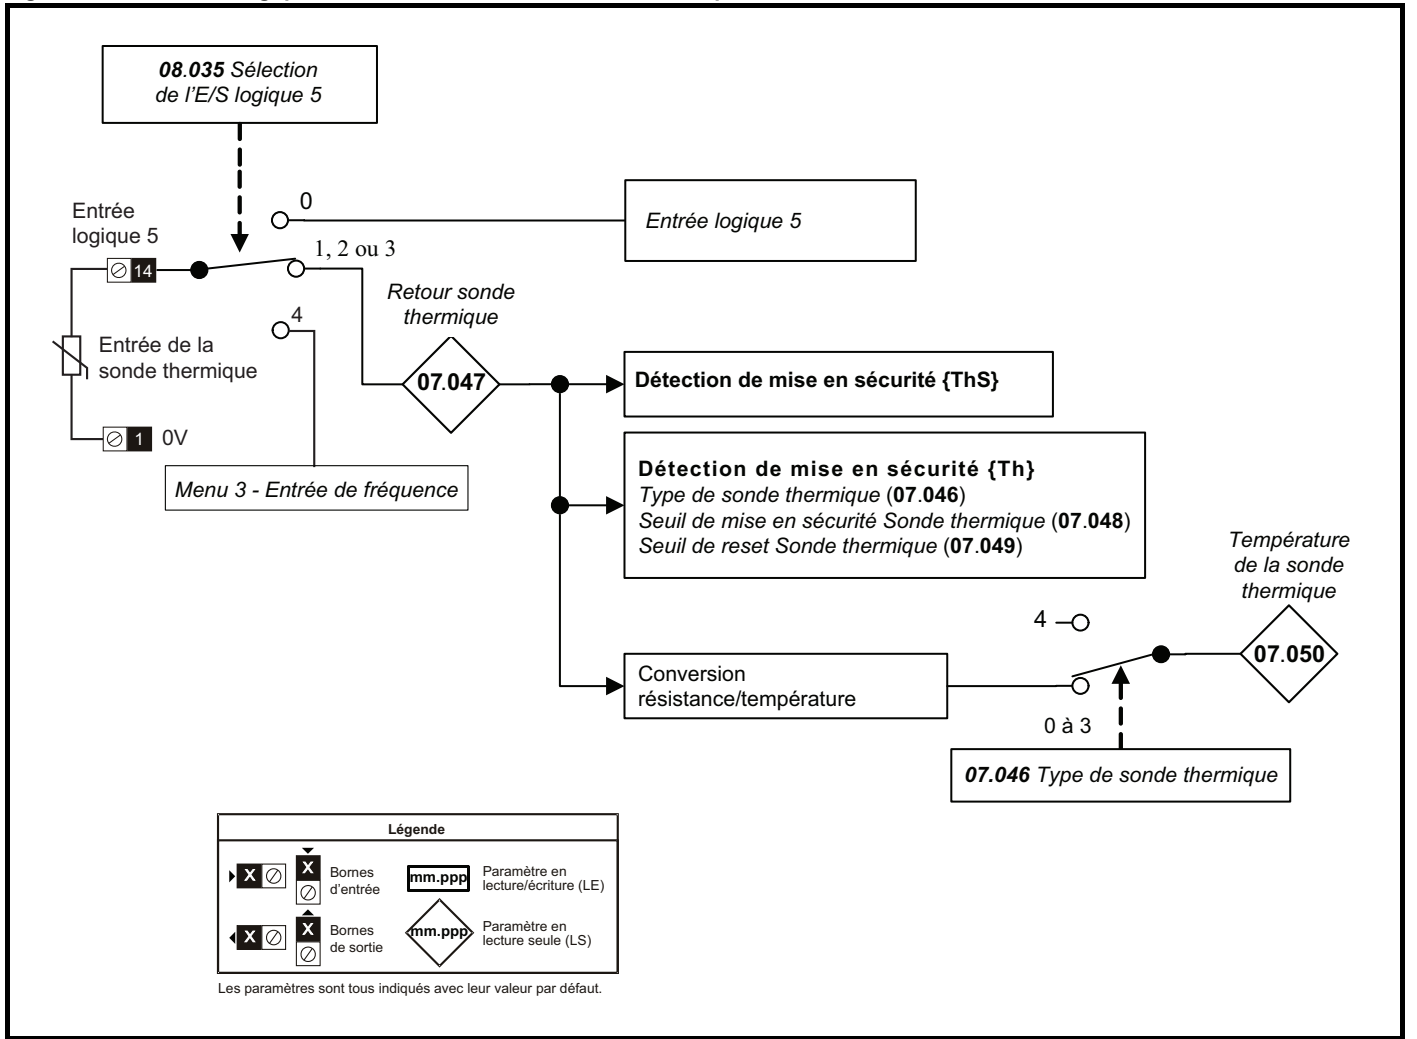 08.035 Sélection
de l'E/S logique 5
0
Entrée
logique 5
Entrée logique 5
1, 2 ou 3
14
Retour sonde
thermique
4
Entrée de la
sonde thermique
07.047
Détection de mise en sécurité {ThS}
1 0V
Menu 3 - Entrée de fréquence
Détection de mise en sécurité {Th}
Type de sonde thermique (07.046)
Seuil de mise en sécurité Sonde thermique (07.048)
Seuil de reset Sonde thermique (07.049)
Température
de la sonde
thermique
4
07.050
Conversion
résistance/température
0 à 3
07.046 Type de sonde thermique
Légende
X
X
Bornes
d'entrée
mm.ppp
Paramètre en
lecture/écriture (LE)
X
X
Bornes
de sortie
mm.ppp
Paramètre en
lecture seule (LS)
Les paramètres sont tous indiqués avec leur valeur par défaut.